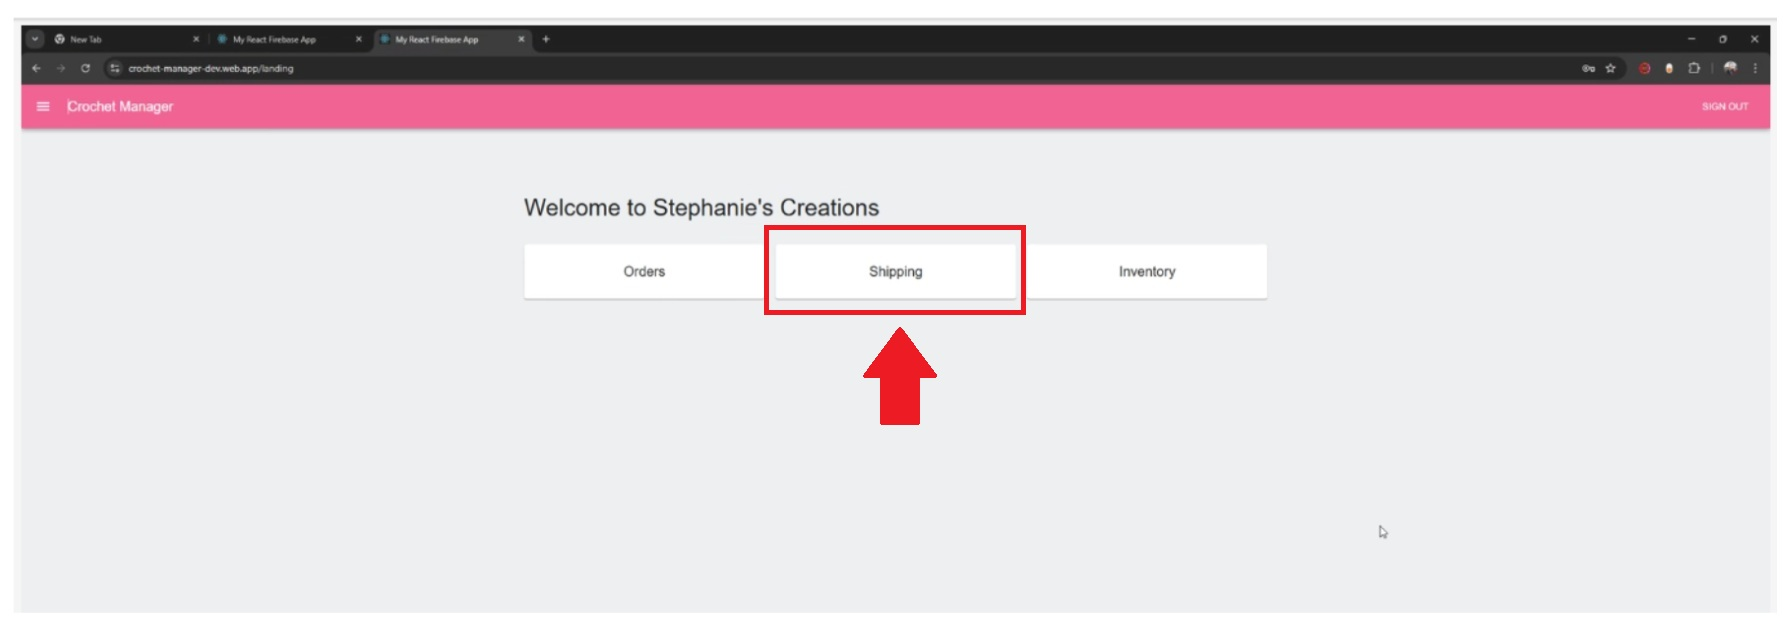 New Tab
My React Firebase App
My React Firebase App
crochet-manager-dev.web.app/landing
Crochet Manager
SIGN OUT
Welcome to Stephanie's Creations
Orders
Shipping
Inventory